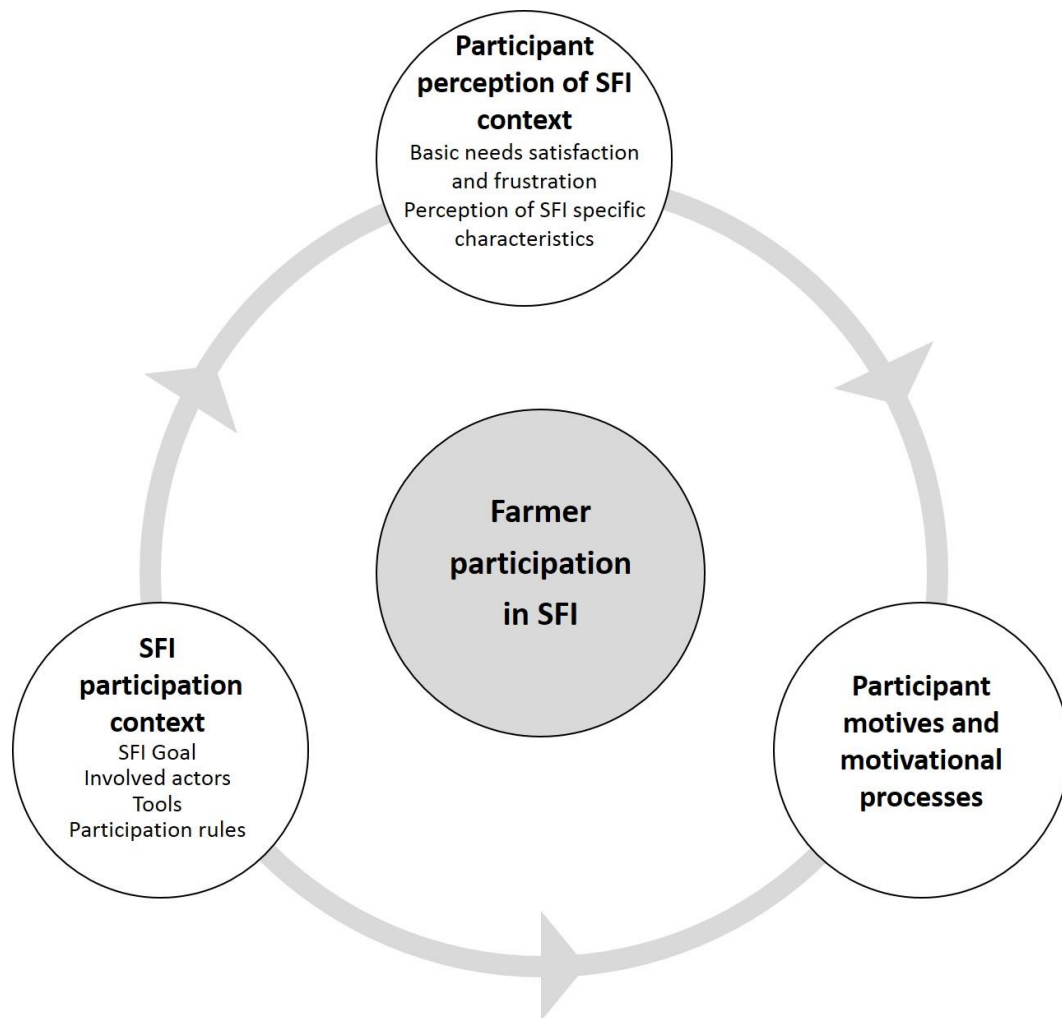 Participant
perception of SFI
context
Basic needs satisfaction
and frustration
Perception of SFI specific
characteristics
Farmer
participation
in SFI
SFI
participation
context
SFI Goal
Involved actors
Tools
Participation rules
Participant
motives and
motivational
processes